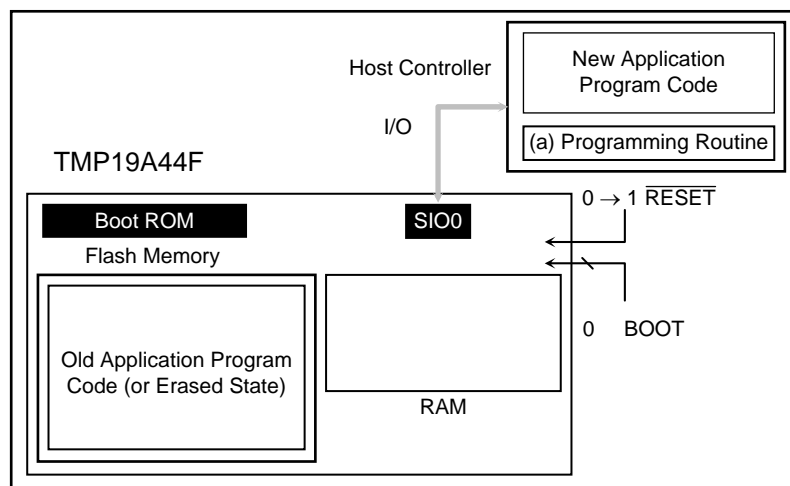 Host Controller
New Application
Program Code
I/O
(a) Programming Routine
TMP19A44F
0 → 1 RESET
Boot ROM
SIO0
Flash Memory
0 BOOT
Old Application Program
Code (or Erased State)
RAM